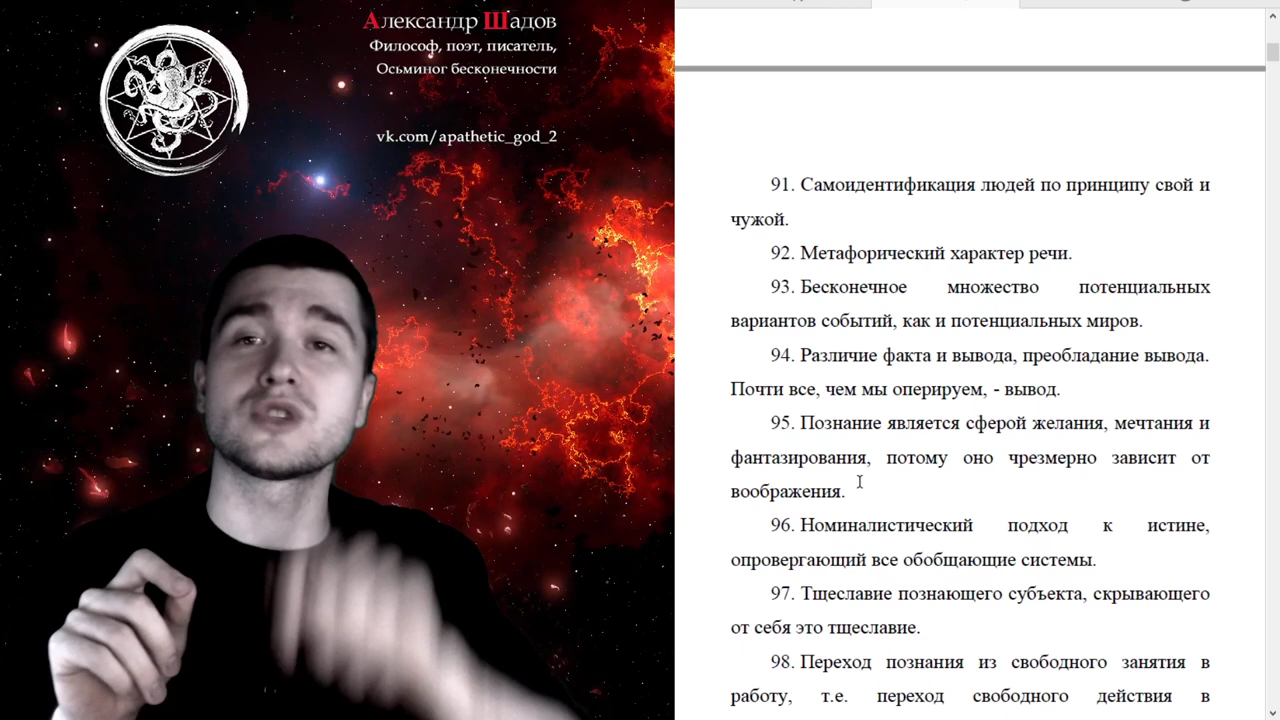 Александр Шадов
Философ, поэт, писатель,
Осьминог бесконечности
vk.com/apathetic_god_2
91. Самоидентификация людей по принципу свой и
чужой.
92. Метафорический характер речи.
93. Бесконечное множество потенциальных
вариантов событий, как и потенциальных миров.
94. Различие факта и вывода, преобладание вывода.
Почти все, чем мы оперируем, - вывод.
95. Познание является сферой желания, мечтания и
фантазирования, потому оно чрезмерно зависит от
воображения.
96. Номиналистический подход к истине,
опровергающий все обобщающие системы.
97. Тщеславие познающего субъекта, скрывающего
от себя это тщеславие.
98. Переход познания из свободного занятия в
работу, т.е. переход свободного действия в